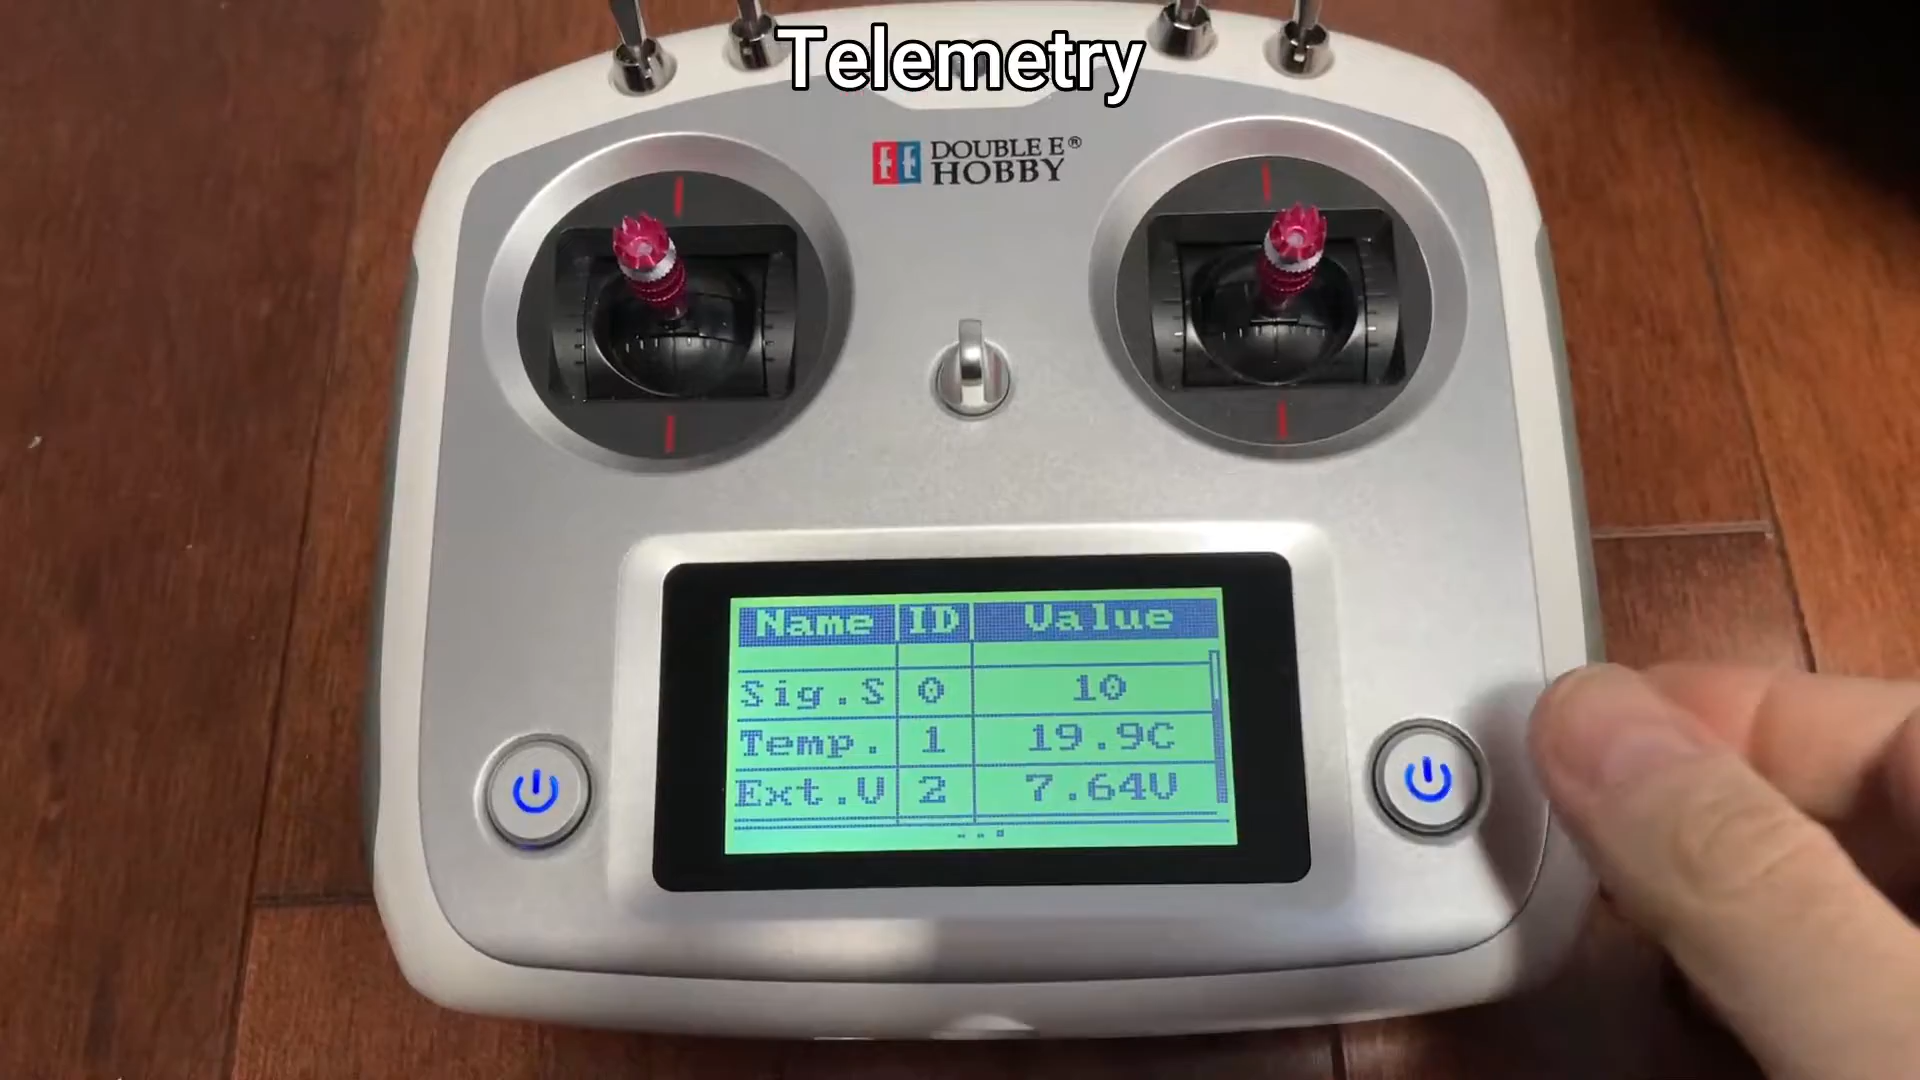 Telemetry
DOUBLE E®
HOBBY
Name ID Value
Sig.S 0 10
Temp. 1 19.9C
Ext.V 2 7.64V